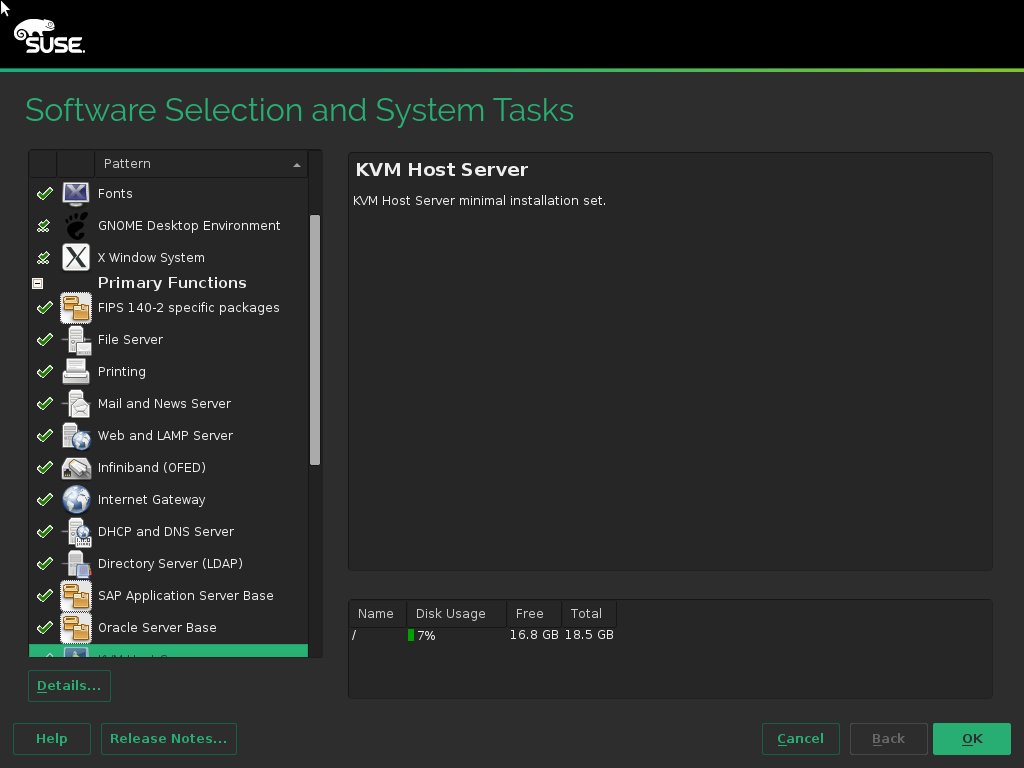 SUSE.
Software Selection and System Tasks
Pattern
Fonts
GNOME Desktop Environment
X Window System
Primary Functions
FIPS 140-2 specific packages
File Server
Printing
Mail and News Server
Web and LAMP Server
Infiniband (OFED)
Internet Gateway
DHCP and DNS Server
Directory Server (LDAP)
SAP Application Server Base
Oracle Server Base
Details...
KVM Host Server
KVM Host Server minimal installation set.
Name Disk Usage Free Total
/ 7% 16.8 GB 18.5 GB
Help Release Notes... Cancel Back OK